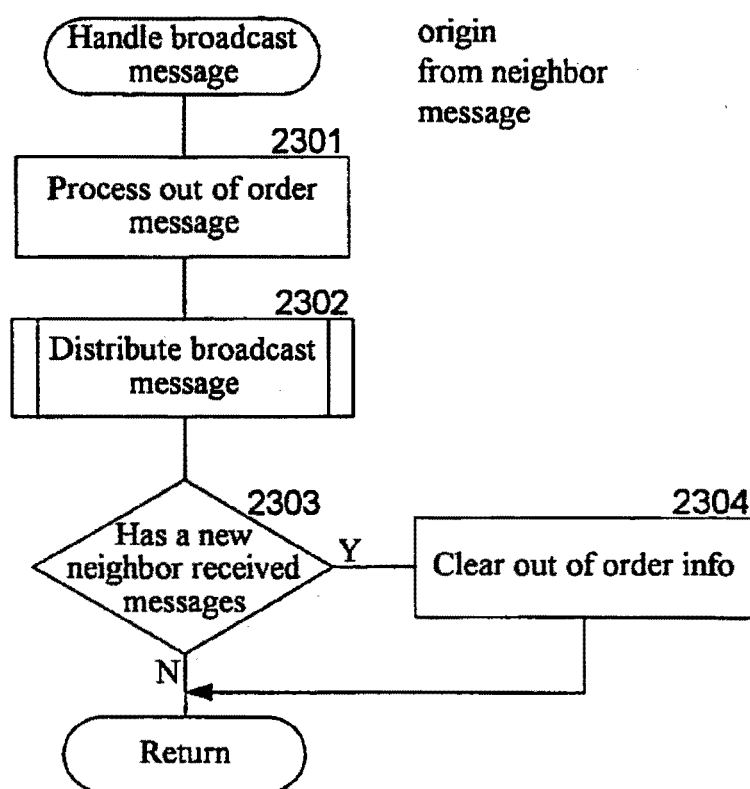 Handle broadcast
message
origin
from neighbor
message
2301
Process out of order
message
2302
Distribute broadcast
message
2303
Has a new
neighbor received
messages
Y
2304
Clear out of order info
N
Return